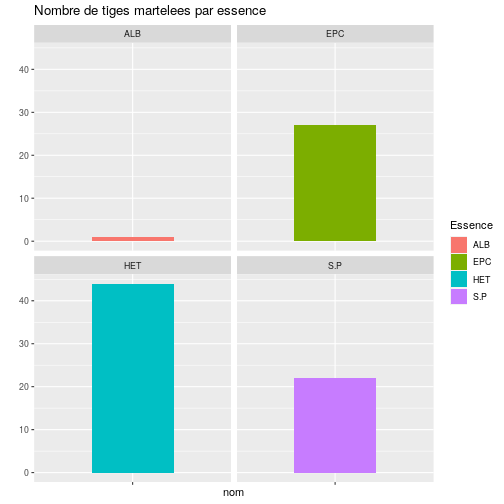 Nombre de tiges martelees par essence
ALB
EPC
40
30
20
10
0
HET
S.P
40
30
20
10
0
nom
Essence
ALB
EPC
HET
S.P